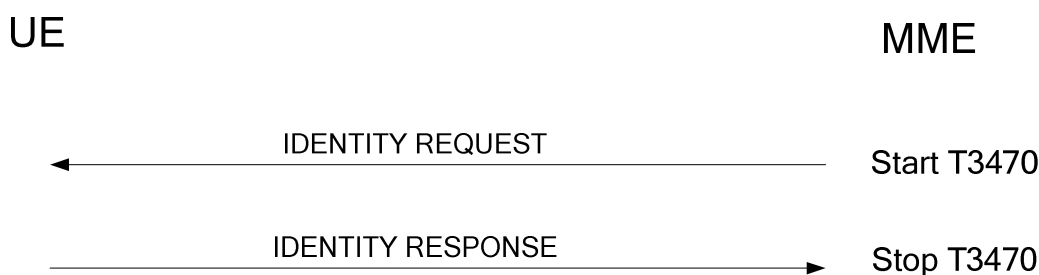 UE
MME
IDENTITY REQUEST
Start T3470
IDENTITY RESPONSE
Stop T3470